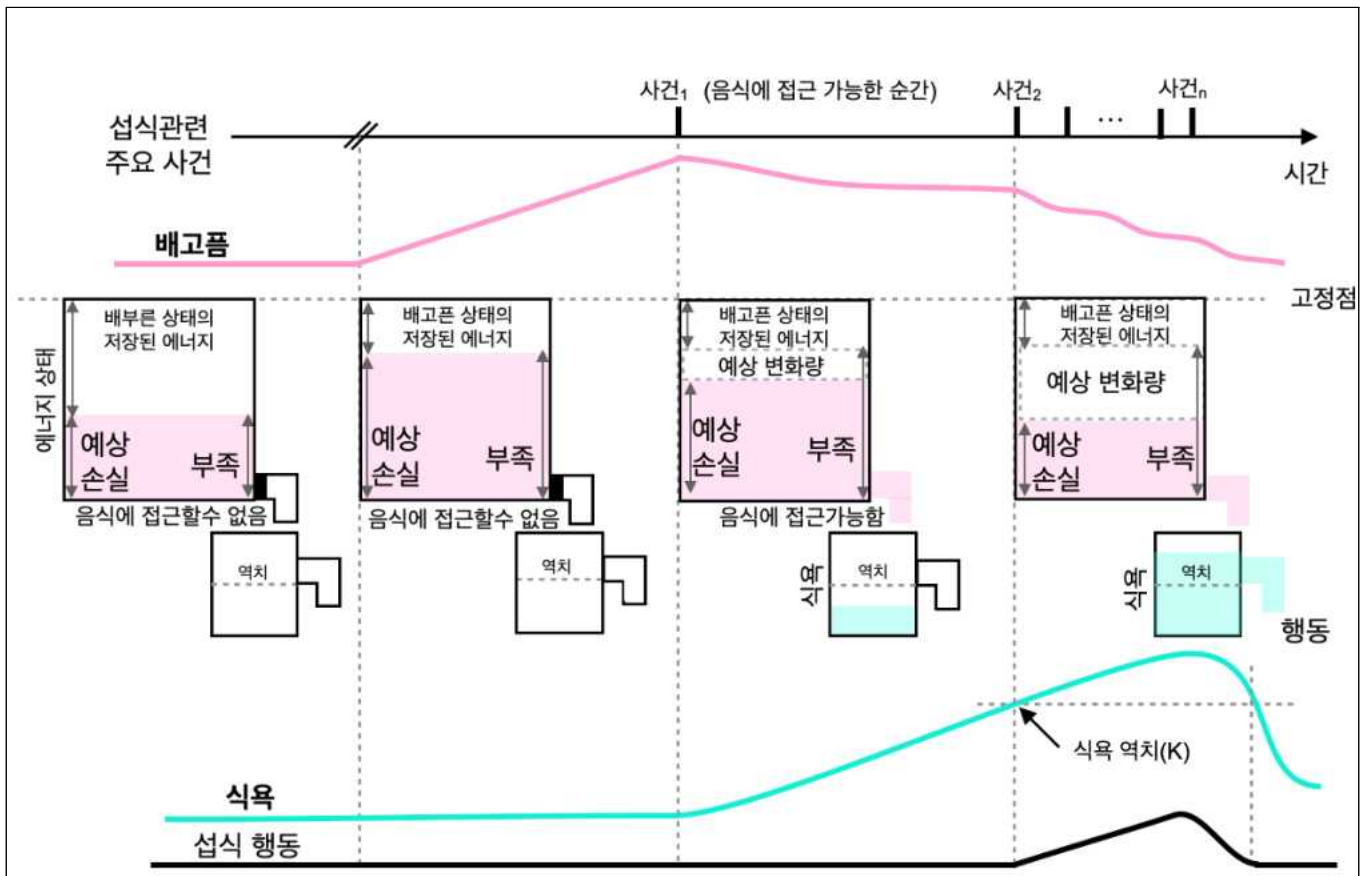 사건₁ (음식에 접근 가능한 순간)
사건₂
...
사건ₙ
섭식관련
주요 사건
시간
배고픔
고정점
에너지 상태
배부른 상태의
저장된 에너지
예상
손실
부족
음식에 접근할수 없음
배고픈 상태의
저장된 에너지
예상
손실
부족
음식에 접근할수 없음
배고픈 상태의
저장된 에너지
예상 변화량
예상
손실
부족
음식에 접근가능함
배고픈 상태의
저장된 에너지
예상 변화량
예상
손실
부족
역치
역치
식욕
역치
식욕
역치
행동
식욕 역치(K)
식욕
섭식 행동